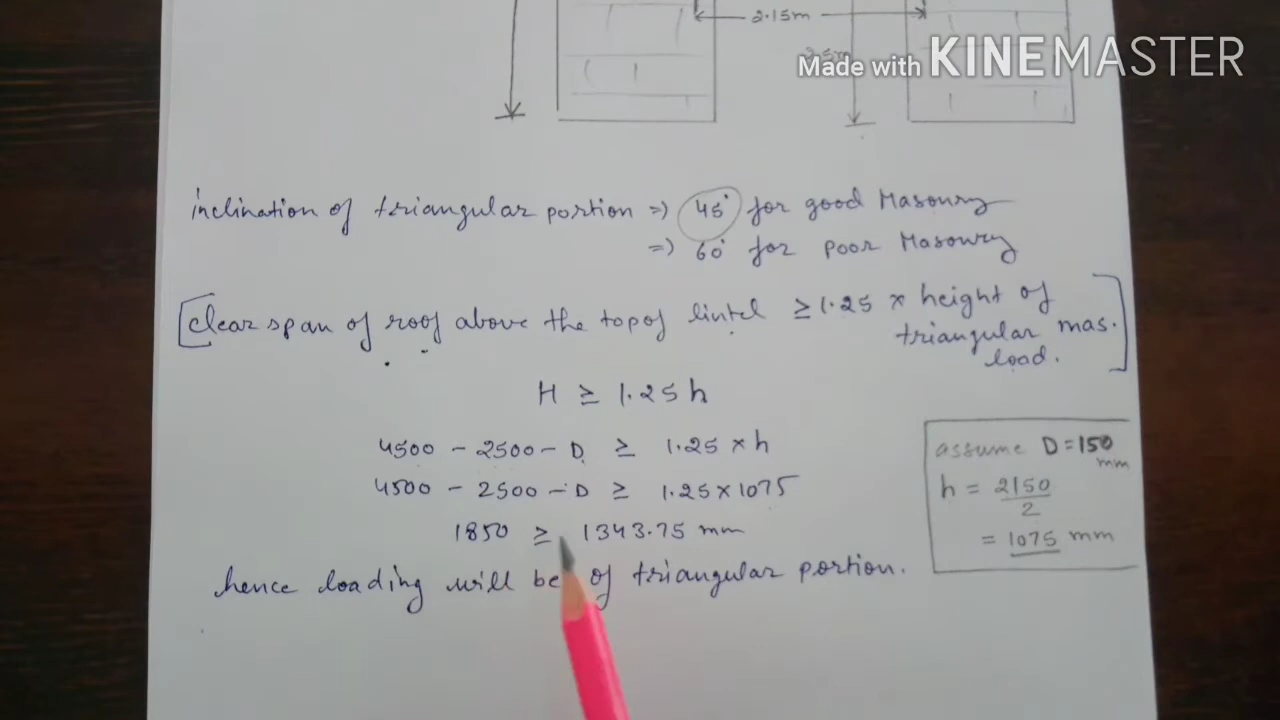 2.15m
Made with KINEMASTER
inclination of triangular portion ⇒ 45° for good Masonry
⇒ 60° for poor Masonry
[clear span of roof above the top of lintel ≥ 1.25 × height of
triangular mas.
load.]
H ≥ 1.25h
4500 - 2500 - D ≥ 1.25 × h
4500 - 2500 - D ≥ 1.25 × 1075
1850 ≥ 1343.75 mm
hence loading will be of triangular portion.
assume D = 150
mm
h = 2150/2
= 1075 mm